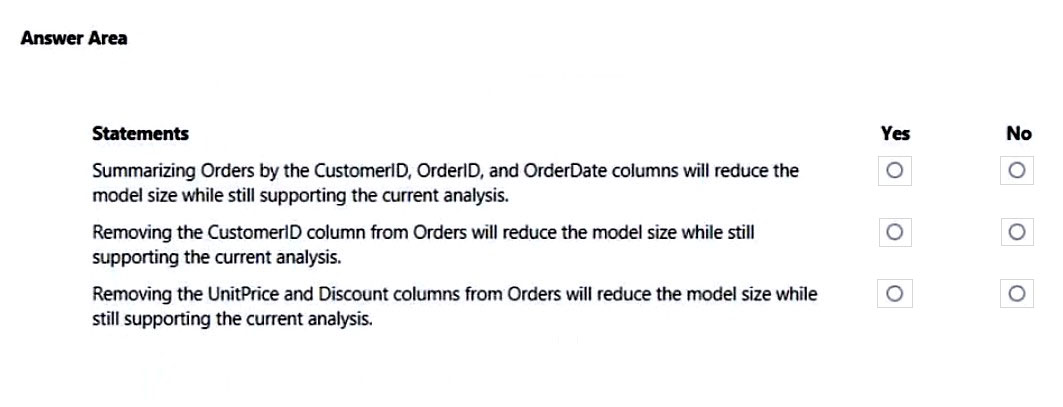 Answer Area
Statements Yes No
Summarizing Orders by the CustomerID, OrderID, and OrderDate columns will reduce the
model size while still supporting the current analysis.
Removing the CustomerID column from Orders will reduce the model size while still
supporting the current analysis.
Removing the UnitPrice and Discount columns from Orders will reduce the model size while
still supporting the current analysis.